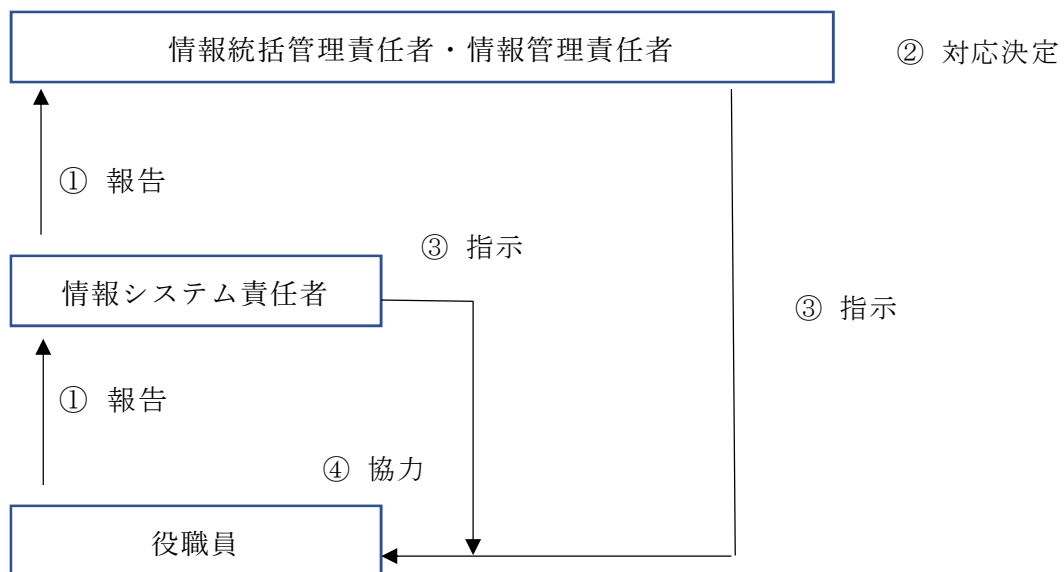 情報統括管理責任者・情報管理責任者
② 対応決定
① 報告
③ 指示
情報システム責任者
③ 指示
① 報告
④ 協力
役職員